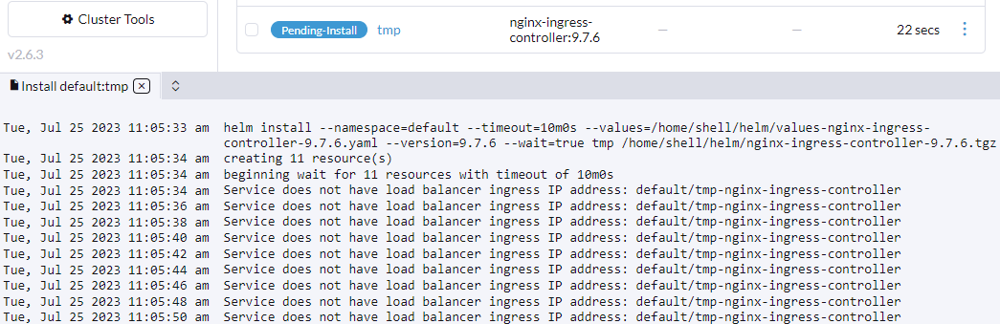 Cluster Tools
v2.6.3
Pending-Install tmp nginx-ingress-
controller:9.7.6 — — 22 secs
Install default:tmp
Tue, Jul 25 2023 11:05:33 am helm install --namespace=default --timeout=10m0s --values=/home/shell/helm/values-nginx-ingress-
controller-9.7.6.yaml --version=9.7.6 --wait=true tmp /home/shell/helm/nginx-ingress-controller-9.7.6.tgz
Tue, Jul 25 2023 11:05:34 am creating 11 resource(s)
Tue, Jul 25 2023 11:05:34 am beginning wait for 11 resources with timeout of 10m0s
Tue, Jul 25 2023 11:05:34 am Service does not have load balancer ingress IP address: default/tmp-nginx-ingress-controller
Tue, Jul 25 2023 11:05:36 am Service does not have load balancer ingress IP address: default/tmp-nginx-ingress-controller
Tue, Jul 25 2023 11:05:38 am Service does not have load balancer ingress IP address: default/tmp-nginx-ingress-controller
Tue, Jul 25 2023 11:05:40 am Service does not have load balancer ingress IP address: default/tmp-nginx-ingress-controller
Tue, Jul 25 2023 11:05:42 am Service does not have load balancer ingress IP address: default/tmp-nginx-ingress-controller
Tue, Jul 25 2023 11:05:44 am Service does not have load balancer ingress IP address: default/tmp-nginx-ingress-controller
Tue, Jul 25 2023 11:05:46 am Service does not have load balancer ingress IP address: default/tmp-nginx-ingress-controller
Tue, Jul 25 2023 11:05:48 am Service does not have load balancer ingress IP address: default/tmp-nginx-ingress-controller
Tue, Jul 25 2023 11:05:50 am Service does not have load balancer ingress IP address: default/tmp-nginx-ingress-controller